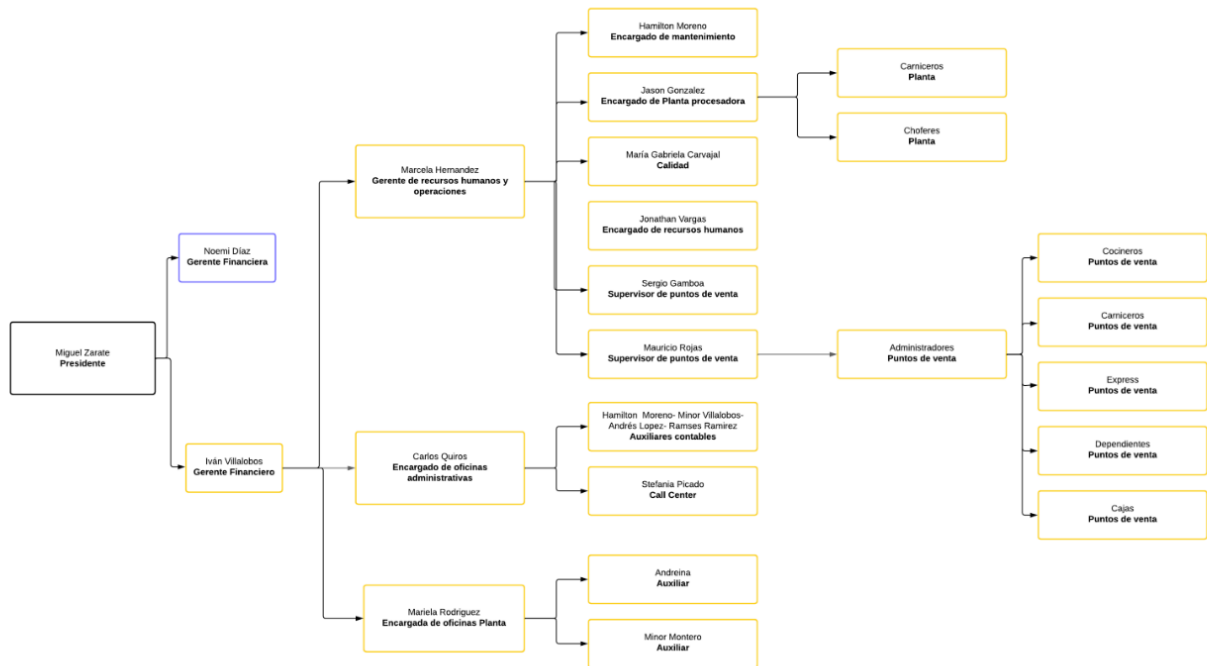 Hamilton Moreno
Encargado de mantenimiento
Carniceros
Planta
Jason Gonzalez
Encargado de Planta procesadora
Choferes
Planta
María Gabriela Carvajal
Calidad
Marcela Hernandez
Gerente de recursos humanos y
operaciones
Jonathan Vargas
Encargado de recursos humanos
Noemi Díaz
Gerente Financiera
Cocineros
Puntos de venta
Sergio Gamboa
Supervisor de puntos de venta
Carniceros
Puntos de venta
Miguel Zarate
Presidente
Mauricio Rojas
Supervisor de puntos de venta
Administradores
Puntos de venta
Express
Puntos de venta
Hamilton  Moreno- Minor Villalobos-
Andrés Lopez- Ramses Ramirez
Auxiliares contables
Iván Villalobos
Gerente Financiero
Carlos Quiros
Encargado de oficinas
administrativas
Dependientes
Puntos de venta
Stefania Picado
Call Center
Cajas
Puntos de venta
Andreina
Auxiliar
Mariela Rodriguez
Encargada de oficinas Planta
Minor Montero
Auxiliar